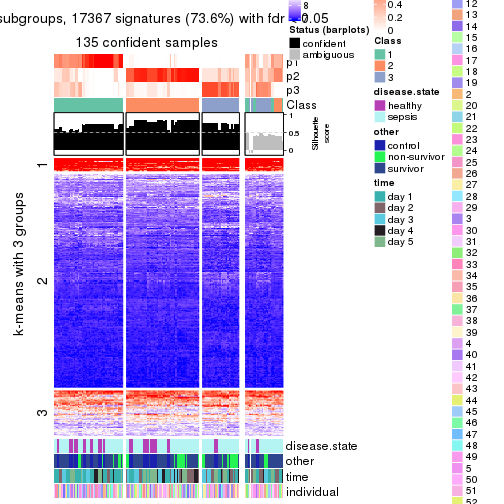 subgroups, 17367 signatures (73.6%) with fdr < 0.05
135 confident samples
p1
p2
p3
Class
1
0.5
0
Silhouette
score
k-means with 3 groups
1
2
3
disease.state
other
time
individual
8
0
Status (barplots)
confident
ambiguous
0.4
0.2
0
Class
1
2
3
disease.state
healthy
sepsis
other
control
non-survivor
survivor
time
day 1
day 2
day 3
day 4
day 5
12
13
14
15
16
17
18
19
2
20
21
22
23
24
25
26
27
28
29
3
30
31
32
33
34
35
36
37
38
39
4
40
41
42
43
44
45
46
47
48
49
5
50
51